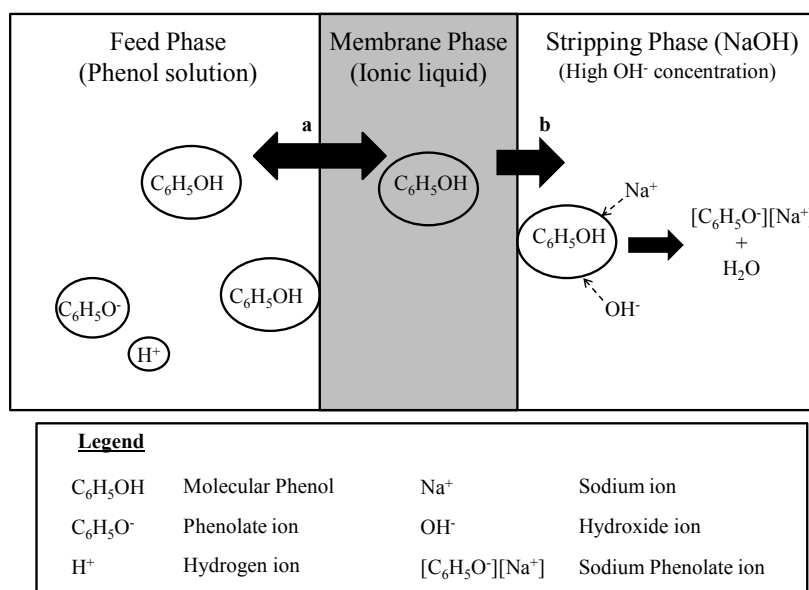 Feed Phase
(Phenol solution)
Membrane Phase
(Ionic liquid)
Stripping Phase (NaOH)
(High OH⁻ concentration)
a
b
C₆H₅OH
C₆H₅OH
C₆H₅O⁻
H⁺
C₆H₅OH
C₆H₅OH
Na⁺
OH⁻
[C₆H₅O⁻][Na⁺
+
H₂O
Legend
C₆H₅OH Molecular Phenol Na⁺ Sodium ion
C₆H₅O⁻ Phenolate ion OH⁻ Hydroxide ion
H⁺ Hydrogen ion [C₆H₅O⁻][Na⁺] Sodium Phenolate ion